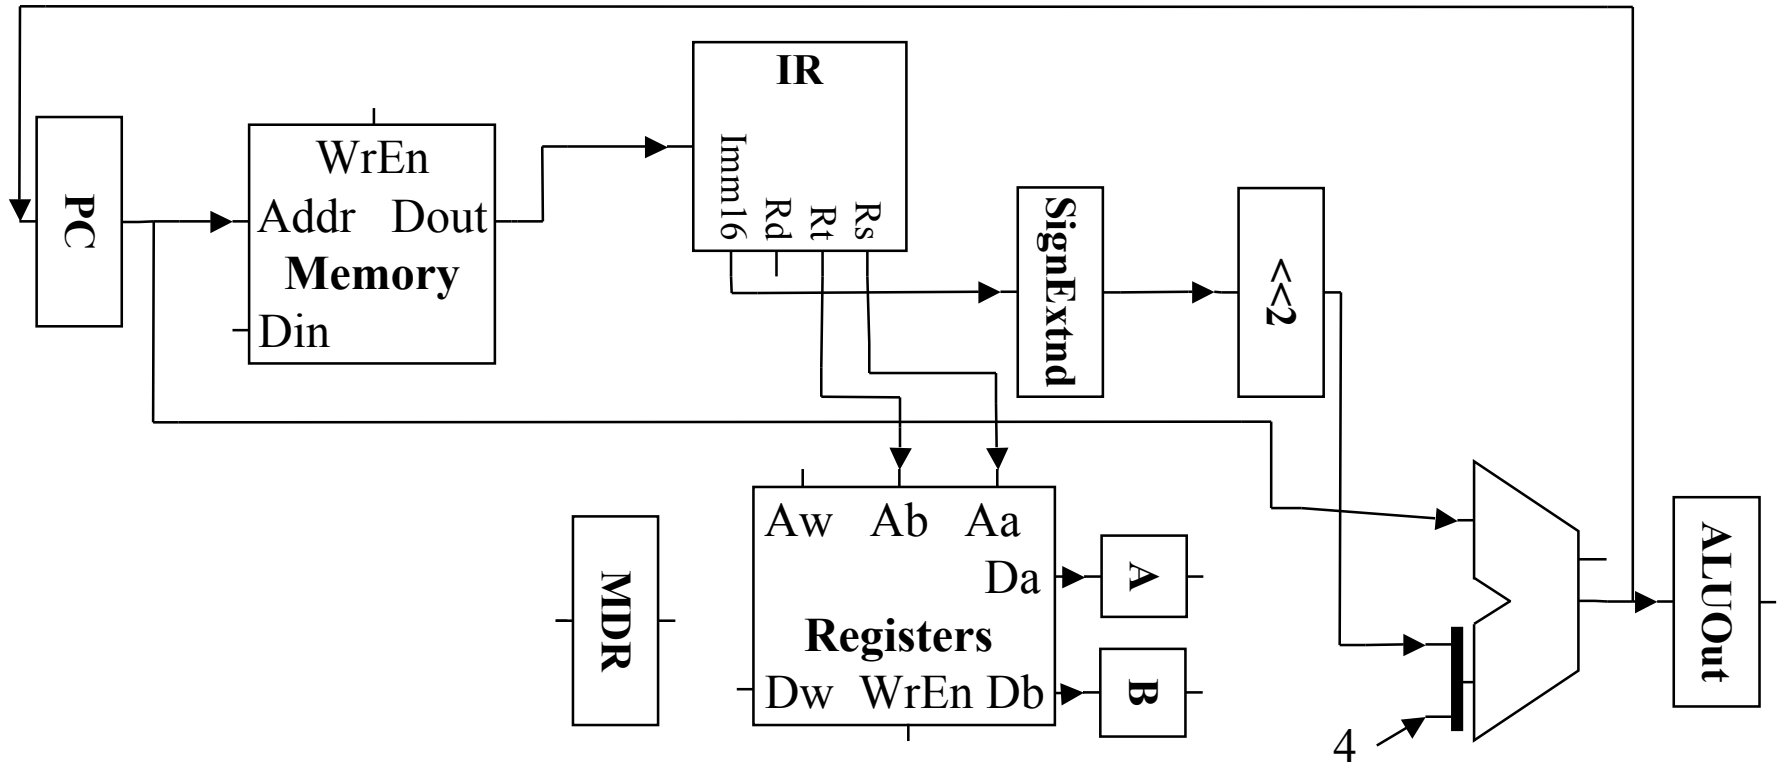 IR
Imm16
Rd
Rt
Rs
PC
WrEn
Addr Dout
Memory
Din
SignExtnd
<<2
Aw Ab Aa
Da
Registers
Dw WrEn Db
MDR
A
B
4
ALUOut